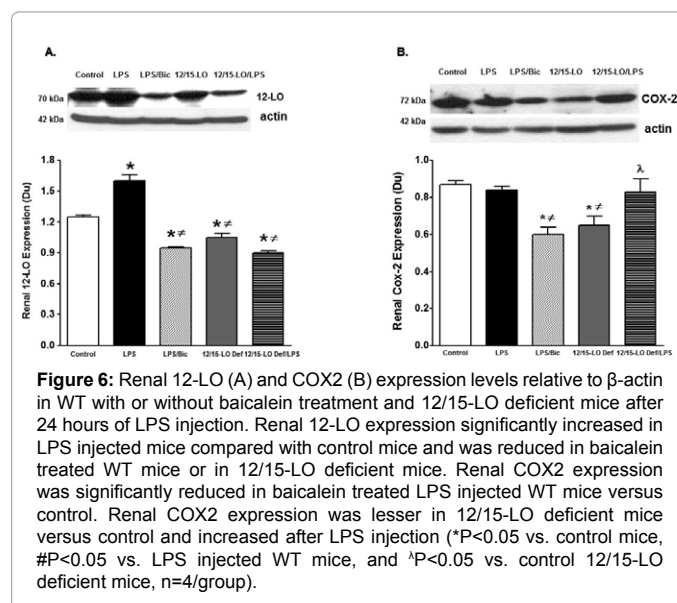 A.
Control LPS LPS/Bic 12/15-LO 12/15-LO/LPS
70 kDa 12-LO
42 kDa actin
Renal 12-LO Expression (Du)
1.8
1.5
1.2
0.9
0.6
0.3
0.0
*
*≠
*≠
*≠
Control LPS LPS/Bic 12/15-LO Def 12/15-LO Def/LPS
B.
Control LPS LPS/Bic 12/15-LO 12/15-LO/LPS
72 kDa COX-2
42 kDa actin
Renal Cox-2 Expression (Du)
1.0
0.8
0.6
0.4
0.2
0.0
*≠
*≠
λ
Control LPS LPS/Bic 12/15-LO Def 12/15-LO Def/LPS
Figure 6: Renal 12-LO (A) and COX2 (B) expression levels relative to β-actin
in WT with or without baicalein treatment and 12/15-LO deficient mice after
24 hours of LPS injection. Renal 12-LO expression significantly increased in
LPS injected mice compared with control mice and was reduced in baicalein
treated WT mice or in 12/15-LO deficient mice. Renal COX2 expression
was significantly reduced in baicalein treated LPS injected WT mice versus
control. Renal COX2 expression was lesser in 12/15-LO deficient mice
versus control and increased after LPS injection (*P<0.05 vs. control mice,
#P<0.05 vs. LPS injected WT mice, and λP<0.05 vs. control 12/15-LO
deficient mice, n=4/group).